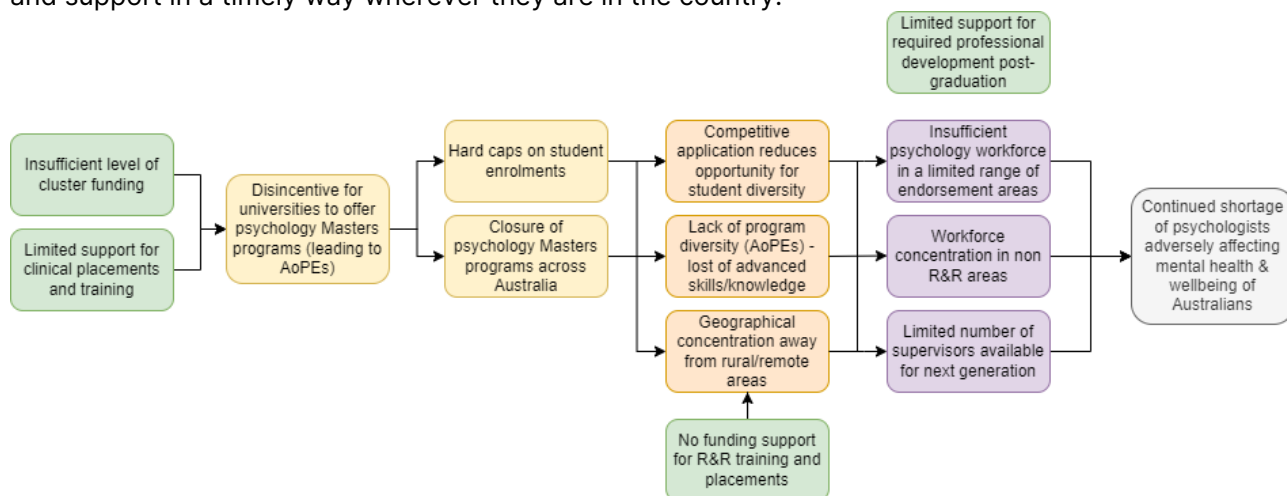 and support in a timely way wherever they are in the country.
Limited support for
required professional
development post-
graduation
Insufficient level of
cluster funding
Limited support for
clinical placements
and training
Disincentive for
universities to offer
psychology Masters
programs (leading to
AoPEs)
Hard caps on student
enrolments
Closure of
psychology Masters
programs across
Australia
Competitive
application reduces
opportunity for
student diversity
Lack of program
diversity (AoPEs) -
lost of advanced
skills/knowledge
Geographical
concentration away
from rural/remote
areas
No funding support
for R&R training and
placements
Insufficient
psychology workforce
in a limited range of
endorsement areas
Workforce
concentration in non
R&R areas
Limited number of
supervisors available
for next generation
Continued shortage
of psychologists
adversely affecting
mental health &
wellbeing of
Australians